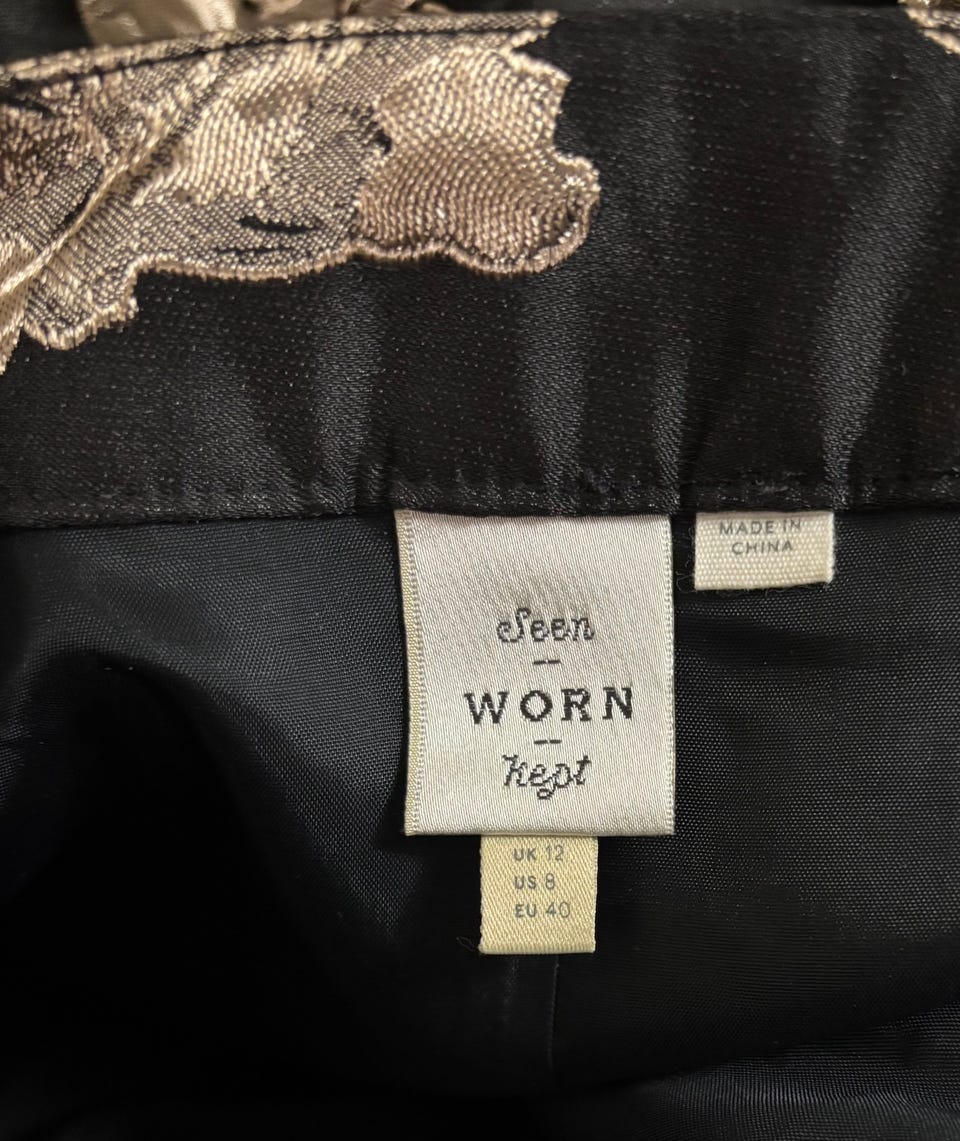 MADE IN
CHINA
Seen
--
WORN
--
Kept
UK 12
US 8
EU 40